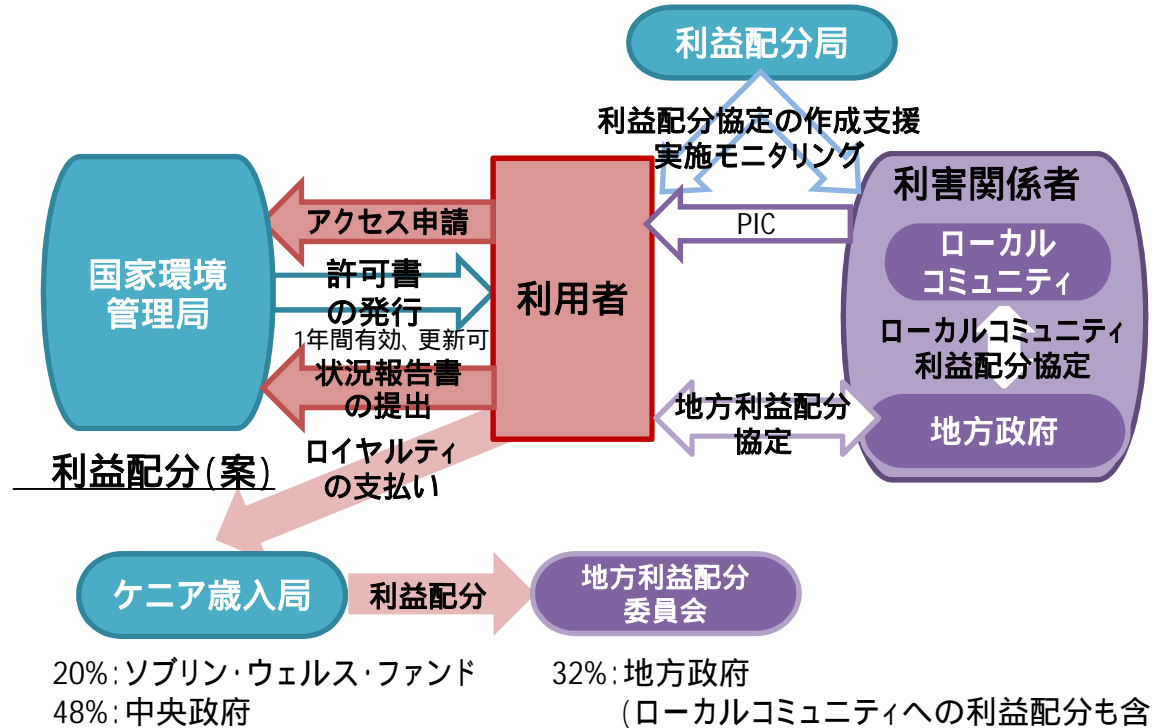 利益配分局
利益配分協定の作成支援
実施モニタリング
利害関係者
アクセス申請
PIC
ローカル
コミュニティ
国家環境
管理局
許可書
の発行
利用者
1年間有効、更新可
ローカルコミュニティ
利益配分協定
状況報告書
の提出
地方利益配分
協定
地方政府
利益配分(案)
ロイヤルティ
の支払い
ケニア歳入局
利益配分
地方利益配分
委員会
20%:ソブリン・ウェルス・ファンド
48%:中央政府
32%:地方政府
(ローカルコミュニティへの利益配分も含